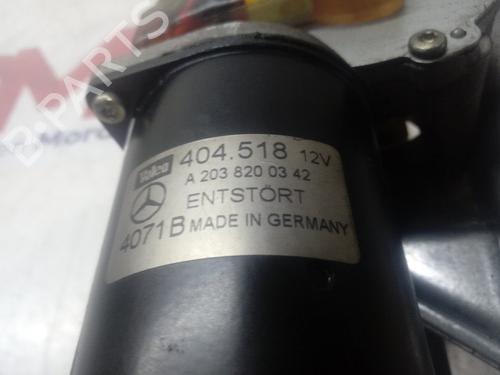 Valeo 404.518 12V
A 203 820 03 42
ENTSTÖRT
4071B MADE IN GERMANY
B-PARTS